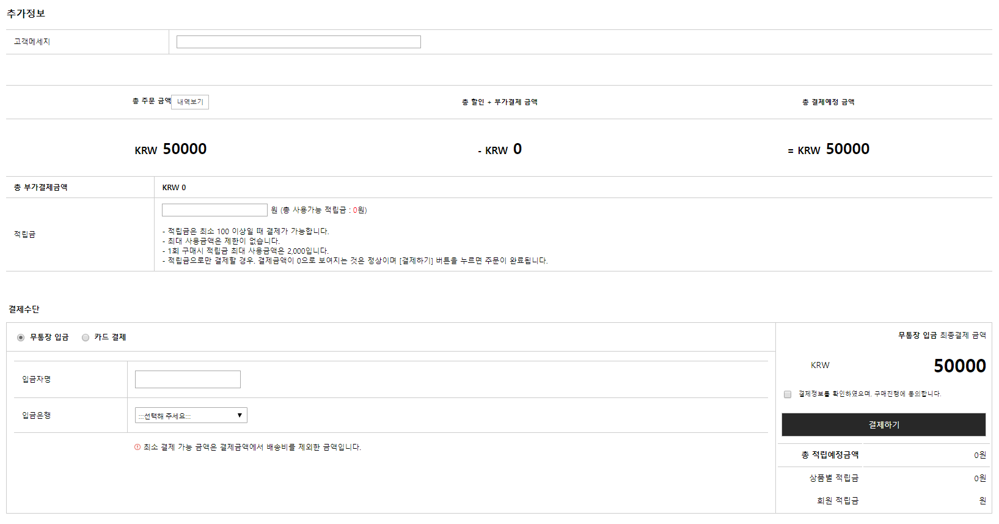 추가정보
고객메세지
총 주문 금액 내역보기 총 할인 + 부가결제 금액 총 결제예정 금액
KRW 50000 - KRW 0 = KRW 50000
총 부가결제금액 KRW 0
원 (총 사용가능 적립금 : 0원)
적립금
- 적립금은 최소 100 이상일 때 결제가 가능합니다.
- 최대 사용금액은 제한이 없습니다.
- 1회 구매시 적립금 최대 사용금액은 2,000입니다.
- 적립금으로만 결제할 경우. 결제금액이 0으로 보여지는 것은 정상이며 [결제하기] 버튼을 누르면 주문이 완료됩니다.
결제수단
무통장 입금 카드 결제
입금자명
입금은행 :::선택해 주세요:::
최소 결제 가능 금액은 결제금액에서 배송비를 제외한 금액입니다.
무통장 입금 최종결제 금액
KRW 50000
결제정보를 확인하였으며, 구매진행에 동의합니다.
결제하기
총 적립예정금액 0원
상품별 적립금 0원
회원 적립금 원